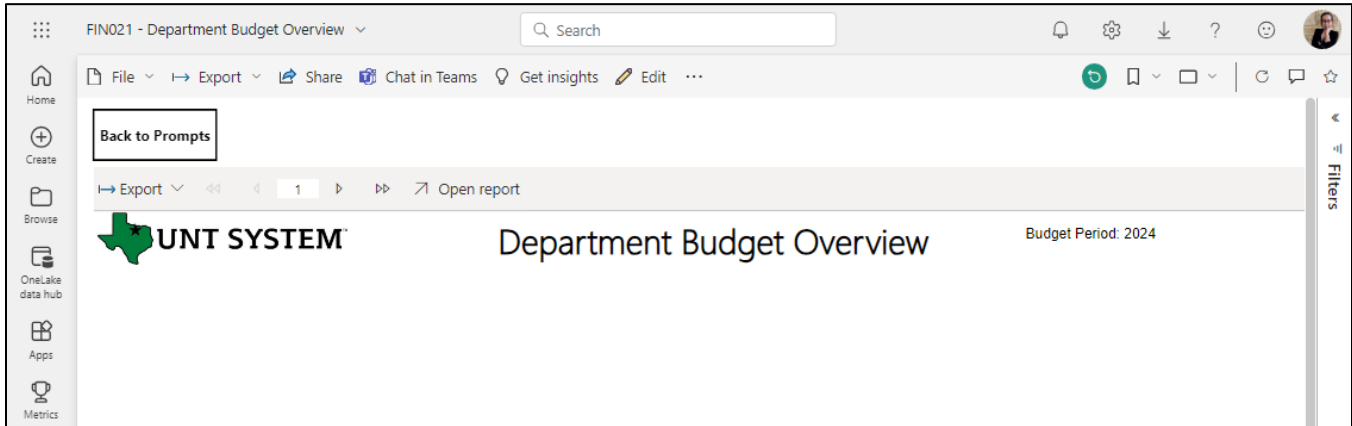 FIN021 - Department Budget Overview
Search
?
File
Export
Share
Chat in Teams
Get insights
Edit
...
Home
Create
Browse
OneLake
data hub
Apps
Metrics
Back to Prompts
Export
1
Open report
Filters
UNT SYSTEM
Department Budget Overview
Budget Period: 2024